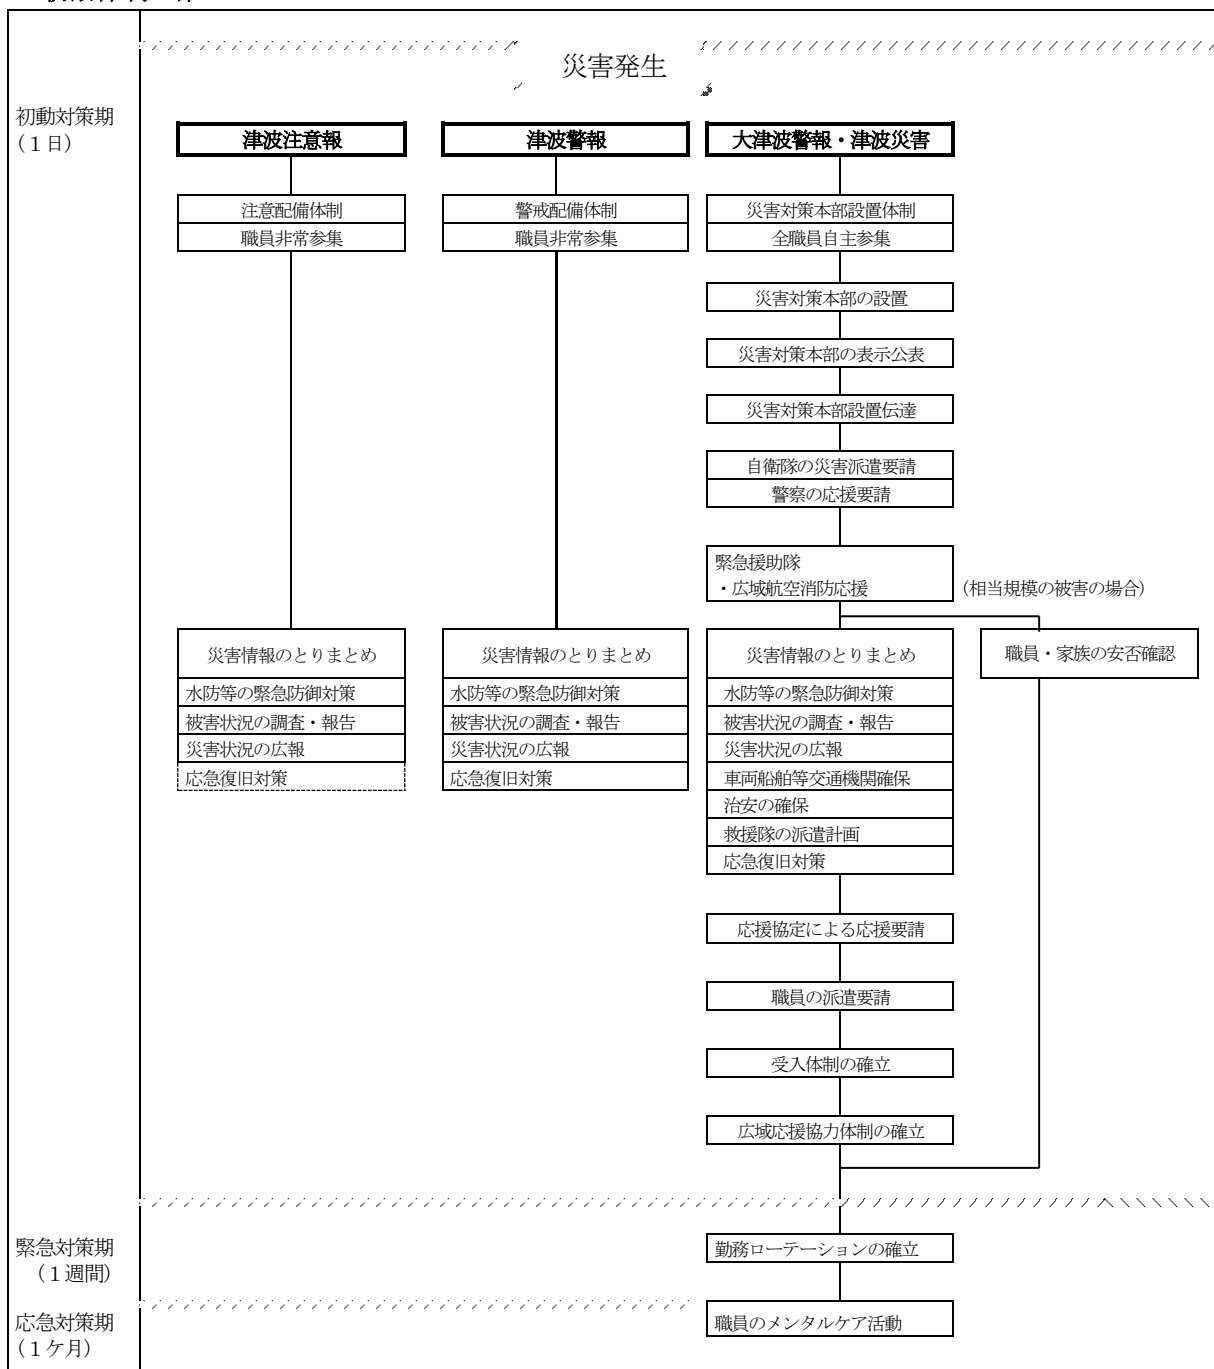 災害発生
初動対策期
(１日)
津波注意報
津波警報
大津波警報・津波災害
注意配備体制
警戒配備体制
災害対策本部設置体制
職員非常参集
職員非常参集
全職員自主参集
災害対策本部の設置
災害対策本部の表示公表
災害対策本部設置伝達
自衛隊の災害派遣要請
警察の応援要請
緊急援助隊
・広域航空消防応援
(相当規模の被害の場合)
災害情報のとりまとめ
災害情報のとりまとめ
災害情報のとりまとめ
職員・家族の安否確認
水防等の緊急防御対策
水防等の緊急防御対策
水防等の緊急防御対策
被害状況の調査・報告
被害状況の調査・報告
被害状況の調査・報告
災害状況の広報
災害状況の広報
災害状況の広報
応急復旧対策
応急復旧対策
車両船舶等交通機関確保
治安の確保
救援隊の派遣計画
応急復旧対策
応援協定による応援要請
職員の派遣要請
受入体制の確立
広域応援協力体制の確立
緊急対策期
(１週間)
勤務ローテーションの確立
応急対策期
(１ケ月)
職員のメンタルケア活動